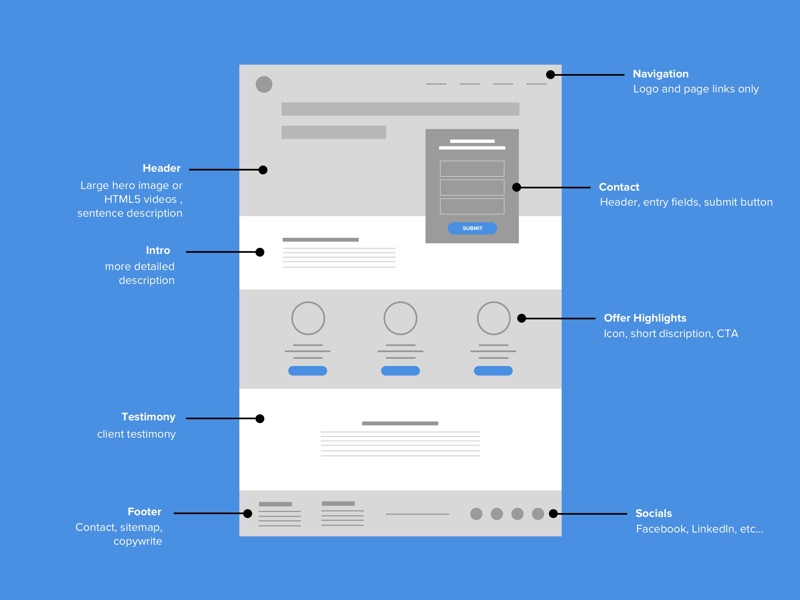 Navigation
Logo and page links only
Header
Large hero image or
HTML5 videos ,
sentence description
Contact
Header, entry fields, submit button
SUBMIT
Intro
more detailed
description
Offer Highlights
Icon, short discription, CTA
Testimony
client testimony
Footer
Contact, sitemap,
copywrite
Socials
Facebook, LinkedIn, etc...